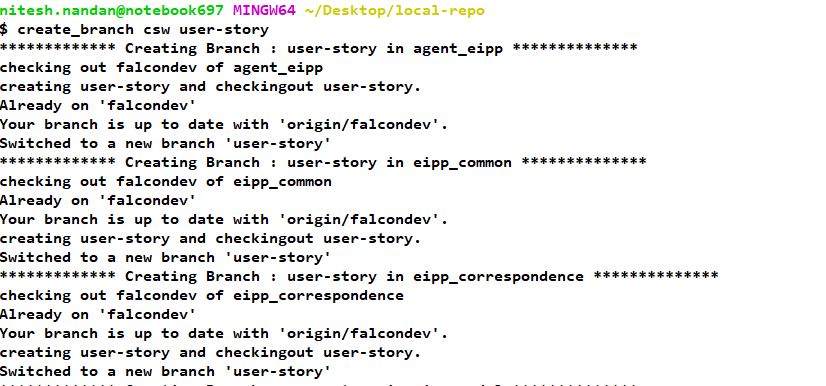 nitesh.nandan@notebook697 MINGW64 ~/Desktop/local-repo
$ create_branch csw user-story
************* Creating Branch : user-story in agent_eipp **************
checking out falcondev of agent_eipp
creating user-story and checkingout user-story.
Already on 'falcondev'
Your branch is up to date with 'origin/falcondev'.
Switched to a new branch 'user-story'
************* Creating Branch : user-story in eipp_common **************
checking out falcondev of eipp_common
Already on 'falcondev'
Your branch is up to date with 'origin/falcondev'.
creating user-story and checkingout user-story.
Switched to a new branch 'user-story'
************* Creating Branch : user-story in eipp_correspondence **************
checking out falcondev of eipp_correspondence
Already on 'falcondev'
Your branch is up to date with 'origin/falcondev'.
creating user-story and checkingout user-story.
Switched to a new branch 'user-story'